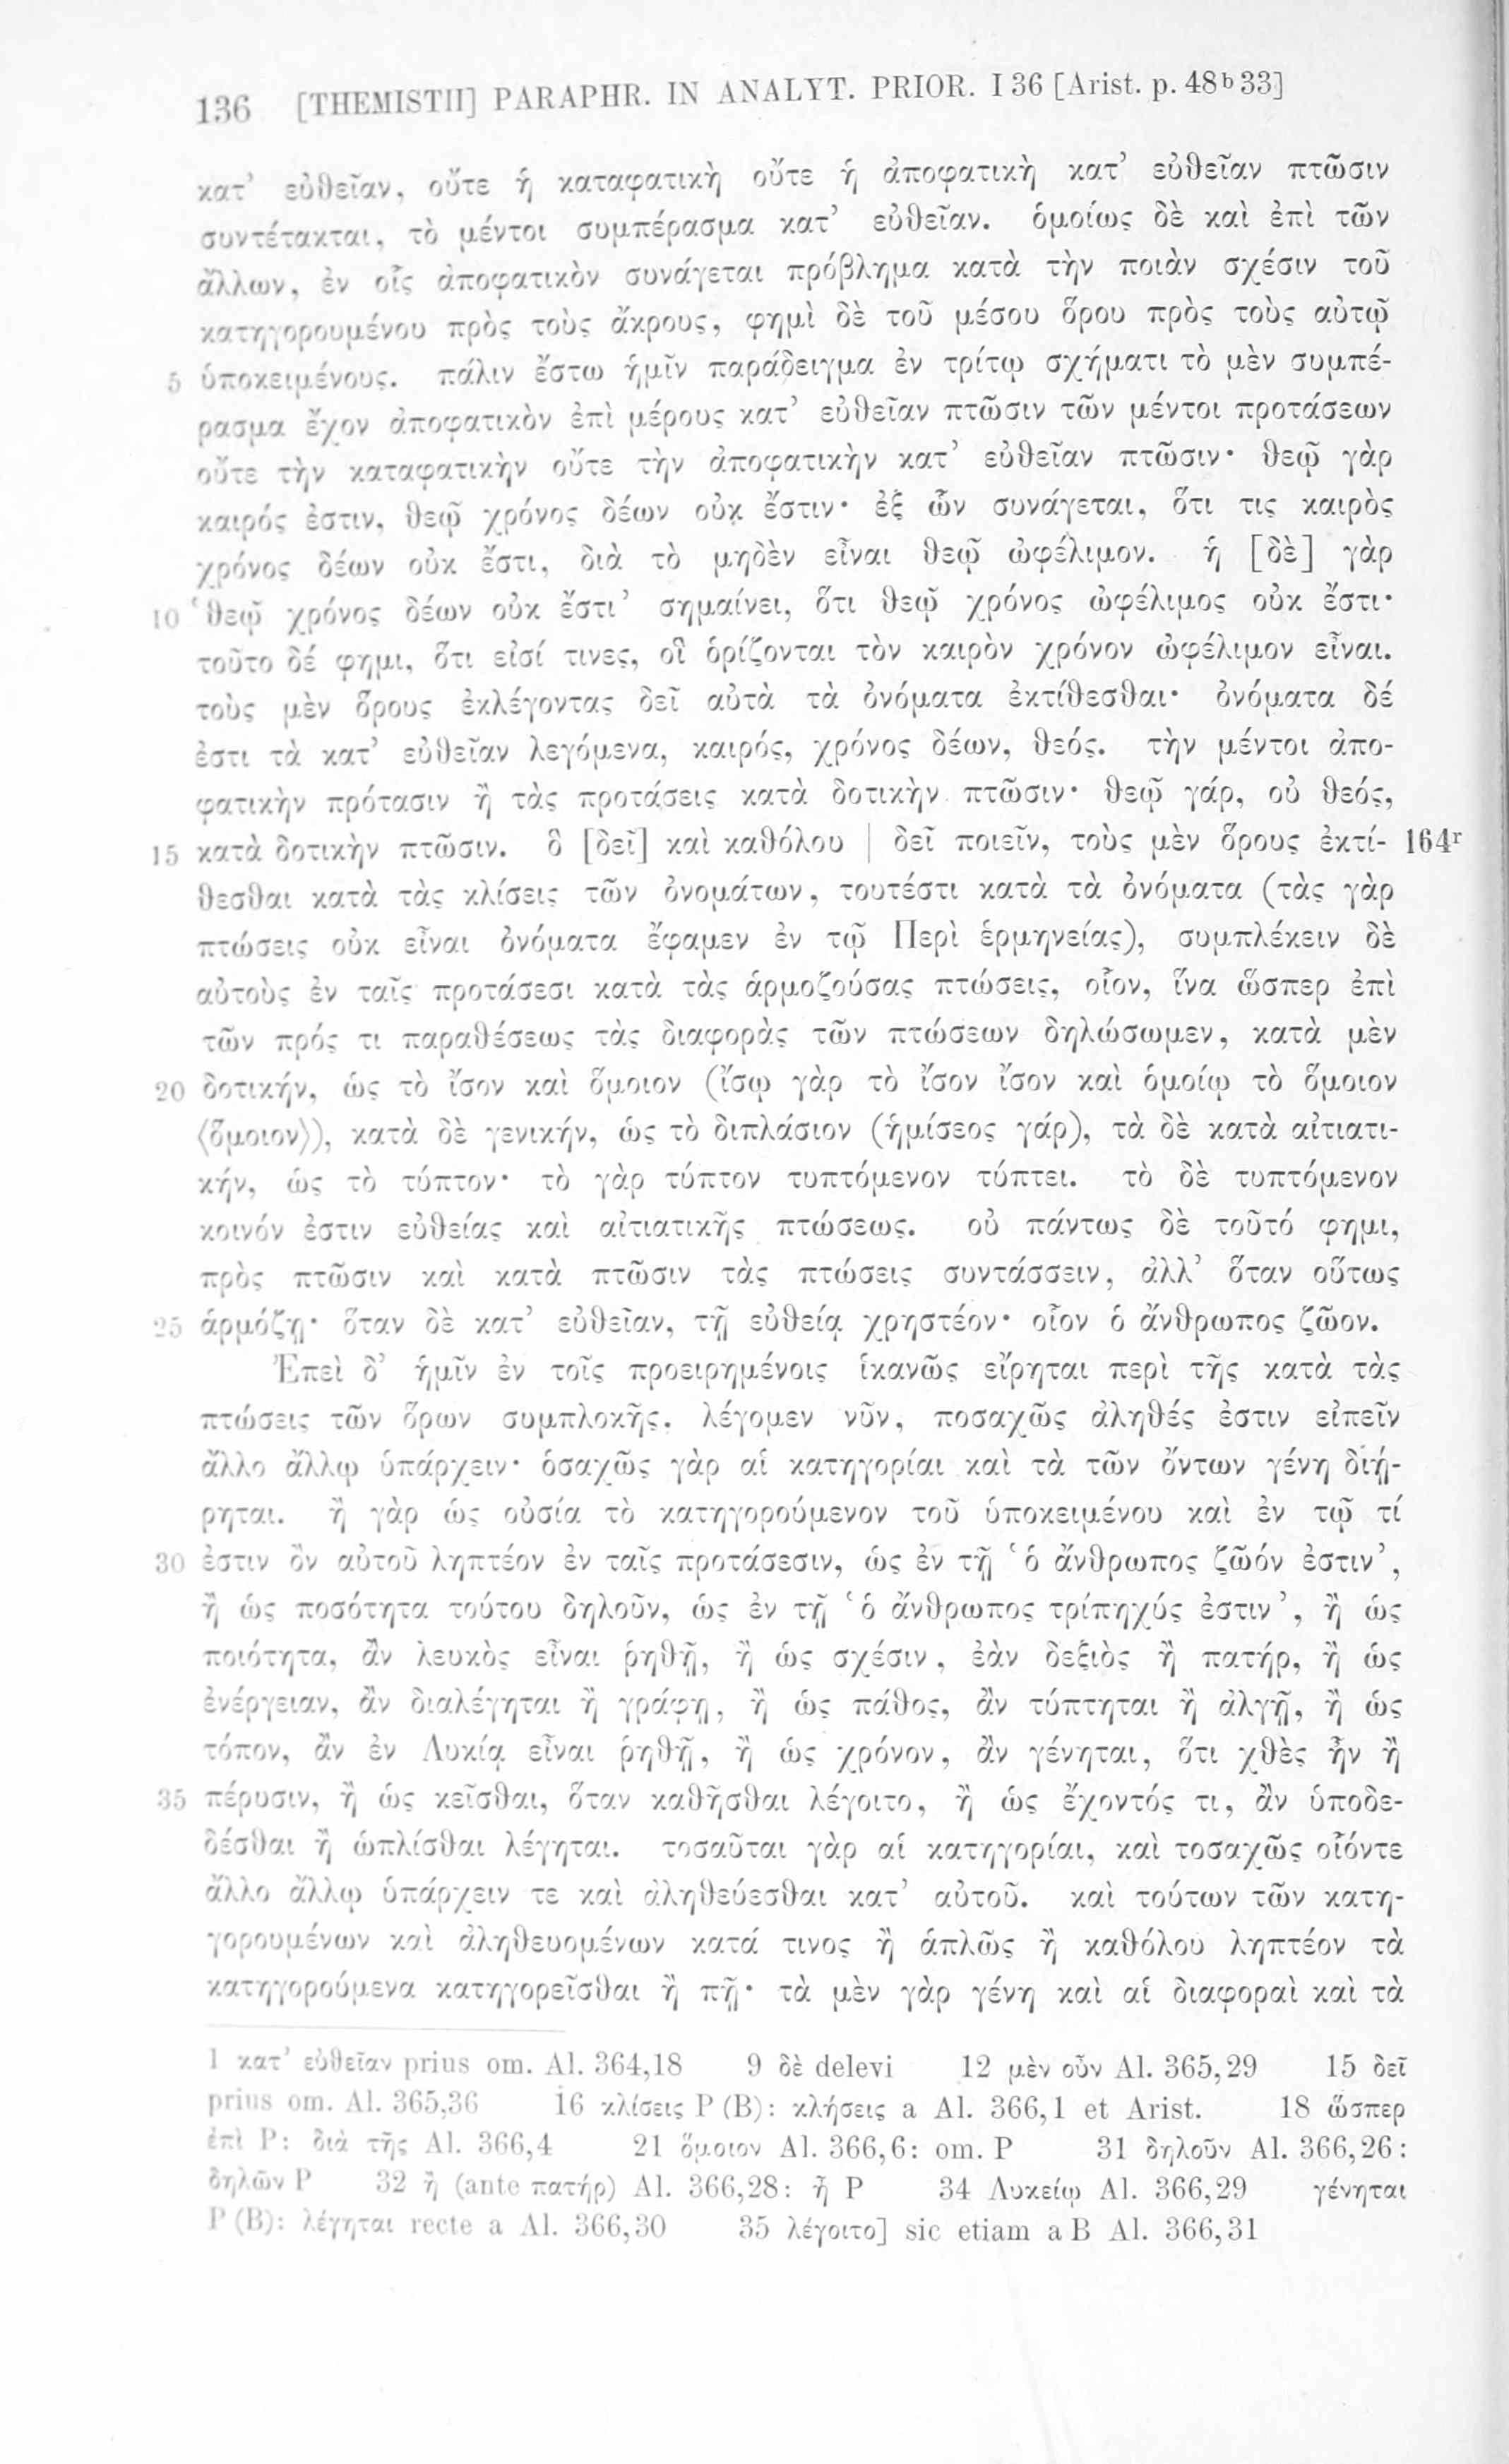 136 [THEMISTII] PARAPHR. IN ANALYT. PRIOR. I 36 [Arist. p. 48b33]
κατ’ εὐθεῖαν, οὔτε ἡ καταφατικὴ οὔτε ἡ ἀποφατικὴ κατ’ εὐθεῖαν πτῶσιν
συντέτακται, τὸ μέντοι συμπέρασμα κατ’ εὐθεῖαν. ὁμοίως δὲ καὶ ἐπὶ τῶν
ἄλλων, ἐν οἷς ἀποφατικὸν συνάγεται πρόβλημα κατὰ τὴν ποιὰν σχέσιν τοῦ
κατηγορουμένου πρὸς τοὺς ἄκρους, φημὶ δὲ τοῦ μέσου ὅρου πρὸς τοὺς αὐτῷ
5 ὑποκειμένους. πάλιν ἔστω ἡμῖν παράδειγμα ἐν τρίτῳ σχήματι τὸ μὲν συμπέ-
ρασμα ἔχον ἀποφατικὸν ἐπὶ μέρους κατ’ εὐθεῖαν πτῶσιν τῶν μέντοι προτάσεων
οὔτε τὴν καταφατικὴν οὔτε τὴν ἀποφατικὴν κατ’ εὐθεῖαν πτῶσιν· θεῷ γὰρ
καιρός ἐστιν, θεῷ χρόνος δέων οὐκ ἔστιν· ἐξ ὧν συνάγεται, ὅτι τις καιρὸς
χρόνος δέων οὐκ ἔστι, διὰ τὸ μηδὲν εἶναι θεῷ ὠφέλιμον. ἡ [δὲ] γὰρ
10 ‘θεῷ χρόνος δέων οὐκ ἔστι’ σημαίνει, ὅτι θεῷ χρόνος ὠφέλιμος οὐκ ἔστι·
τοῦτο δέ φημι, ὅτι εἰσί τινες, οἳ ὁρίζονται τὸν καιρὸν χρόνον ὠφέλιμον εἶναι.
τοὺς μὲν ὅρους ἐκλέγοντας δεῖ αὐτὰ τὰ ὀνόματα ἐκτίθεσθαι· ὀνόματα δέ
ἐστι τὰ κατ’ εὐθεῖαν λεγόμενα, καιρός, χρόνος δέων, θεός. τὴν μέντοι ἀπο-
φατικὴν πρότασιν ἢ τὰς προτάσεις κατὰ δοτικὴν πτῶσιν· θεῷ γάρ, οὐ θεός,
15 κατὰ δοτικὴν πτῶσιν. ὃ [δεῖ] καὶ καθόλου | δεῖ ποιεῖν, τοὺς μὲν ὅρους ἐκτί- 164r
θεσθαι κατὰ τὰς κλίσεις τῶν ὀνομάτων, τουτέστι κατὰ τὰ ὀνόματα (τὰς γὰρ
πτώσεις οὐκ εἶναι ὀνόματα ἔφαμεν ἐν τῷ Περὶ ἑρμηνείας), συμπλέκειν δὲ
αὐτοὺς ἐν ταῖς προτάσεσι κατὰ τὰς ἁρμοζούσας πτώσεις, οἷον, ἵνα ὥσπερ ἐπὶ
τῶν πρός τι παραθέσεως τὰς διαφορὰς τῶν πτώσεων δηλώσωμεν, κατὰ μὲν
20 δοτικήν, ὡς τὸ ἴσον καὶ ὅμοιον (ἴσῳ γὰρ τὸ ἴσον ἴσον καὶ ὁμοίῳ τὸ ὅμοιον
⟨ὅμοιον⟩), κατὰ δὲ γενικήν, ὡς τὸ διπλάσιον (ἡμίσεος γάρ), τὰ δὲ κατὰ αἰτιατι-
κήν, ὡς τὸ τύπτον· τὸ γὰρ τύπτον τυπτόμενον τύπτει. τὸ δὲ τυπτόμενον
κοινόν ἐστιν εὐθείας καὶ αἰτιατικῆς πτώσεως. οὐ πάντως δὲ τοῦτό φημι,
πρὸς πτῶσιν καὶ κατὰ πτῶσιν τὰς πτώσεις συντάσσειν, ἀλλ’ ὅταν οὕτως
25 ἁρμόζῃ· ὅταν δὲ κατ’ εὐθεῖαν, τῇ εὐθείᾳ χρηστέον· οἷον ὁ ἄνθρωπος ζῶον.
Ἐπεὶ δ’ ἡμῖν ἐν τοῖς προειρημένοις ἱκανῶς εἴρηται περὶ τῆς κατὰ τὰς
πτώσεις τῶν ὅρων συμπλοκῆς, λέγομεν νῦν, ποσαχῶς ἀληθές ἐστιν εἰπεῖν
ἄλλο ἄλλῳ ὑπάρχειν· ὁσαχῶς γὰρ αἱ κατηγορίαι καὶ τὰ τῶν ὄντων γένη διῄ-
ρηται. ἢ γὰρ ὡς οὐσία τὸ κατηγορούμενον τοῦ ὑποκειμένου καὶ ἐν τῷ τί
30 ἐστιν ὂν αὐτοῦ ληπτέον ἐν ταῖς προτάσεσιν, ὡς ἐν τῇ ‘ὁ ἄνθρωπος ζῶόν ἐστιν’,
ἢ ὡς ποσότητα τούτου δηλοῦν, ὡς ἐν τῇ ‘ὁ ἄνθρωπος τρίπηχύς ἐστιν’, ἢ ὡς
ποιότητα, ἂν λευκὸς εἶναι ῥηθῇ, ἢ ὡς σχέσιν, ἐὰν δεξιὸς ἢ πατήρ, ἢ ὡς
ἐνέργειαν, ἂν διαλέγηται ἢ γράφῃ, ἢ ὡς πάθος, ἂν τύπτηται ἢ ἀλγῇ, ἢ ὡς
τόπον, ἂν ἐν Λυκίᾳ εἶναι ῥηθῇ, ἢ ὡς χρόνον, ἂν γένηται, ὅτι χθὲς ἦν ἢ
35 πέρυσιν, ἢ ὡς κεῖσθαι, ὅταν καθῆσθαι λέγοιτο, ἢ ὡς ἔχοντός τι, ἂν ὑποδε-
δέσθαι ἢ ὡπλίσθαι λέγηται. τοσαῦται γὰρ αἱ κατηγορίαι, καὶ τοσαχῶς οἷόντε
ἄλλο ἄλλῳ ὑπάρχειν τε καὶ ἀληθεύεσθαι κατ’ αὐτοῦ. καὶ τούτων τῶν κατη-
γορουμένων καὶ ἀληθευομένων κατά τινος ἢ ἁπλῶς ἢ καθόλου ληπτέον τὰ
κατηγορούμενα κατηγορεῖσθαι ἢ πῇ· τὰ μὲν γὰρ γένη καὶ αἱ διαφοραὶ καὶ τὰ
1 κατ’ εὐθεῖαν prius om. Al. 364,18 9 δὲ delevi 12 μὲν οὖν Al. 365,29 15 δεῖ
prius om. Al. 365,36 16 κλίσεις P (B): κλήσεις a Al. 366,1 et Arist. 18 ὥσπερ
ἐπὶ P: διὰ τῆς Al. 366,4 21 ὅμοιον Al. 366,6: om. P 31 δηλοῦν Al. 366,26:
δηλῶν P 32 ἢ (ante πατήρ) Al. 366,28: ἦ P 34 Λυκείῳ Al. 366,29 γένηται
P (B): λέγηται recte a Al. 366,30 35 λέγοιτο] sic etiam a B Al. 366,31